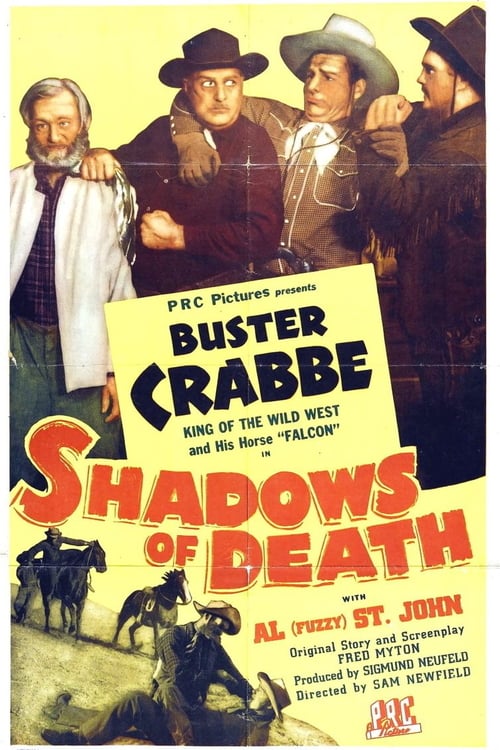 PRC Pictures presents
BUSTER
CRABBE
KING OF THE WILD WEST
and His Horse "FALCON"
IN
SHADOWS
OF DEATH
WITH
AL (FUZZY) ST. JOHN
Original Story and Screenplay
FRED MYTON
Produced by SIGMUND NEUFELD
Directed by SAM NEWFIELD
PRC